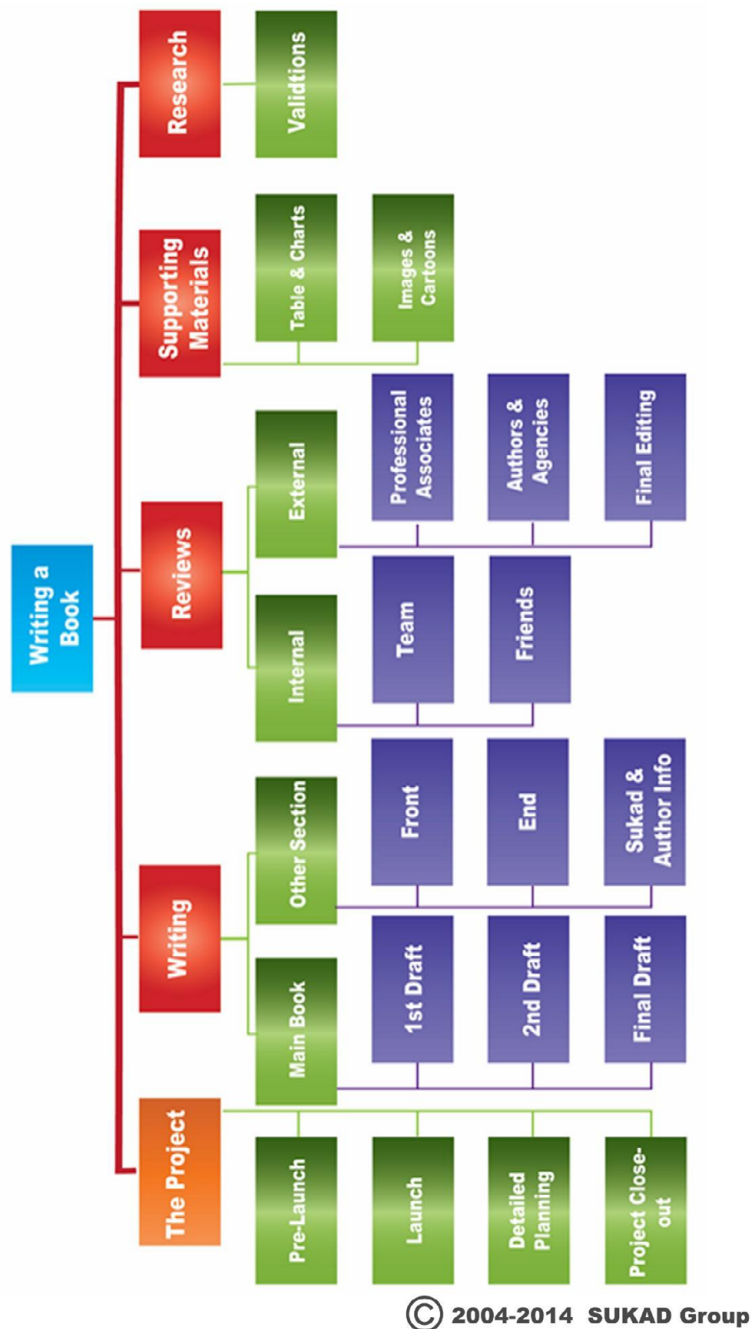 Writing a
Book
The Project
Writing
Reviews
Supporting
Materials
Research
Pre-Launch
Launch
Detailed
Planning
Project Close-
out
Main Book
1st Draft
2nd Draft
Final Draft
Other Section
Front
End
Sukad &
Author Info
Internal
Team
Friends
External
Professional
Associates
Authors &
Agencies
Final Editing
Table & Charts
Images &
Cartoons
Validtions
© 2004-2014 SUKAD Group